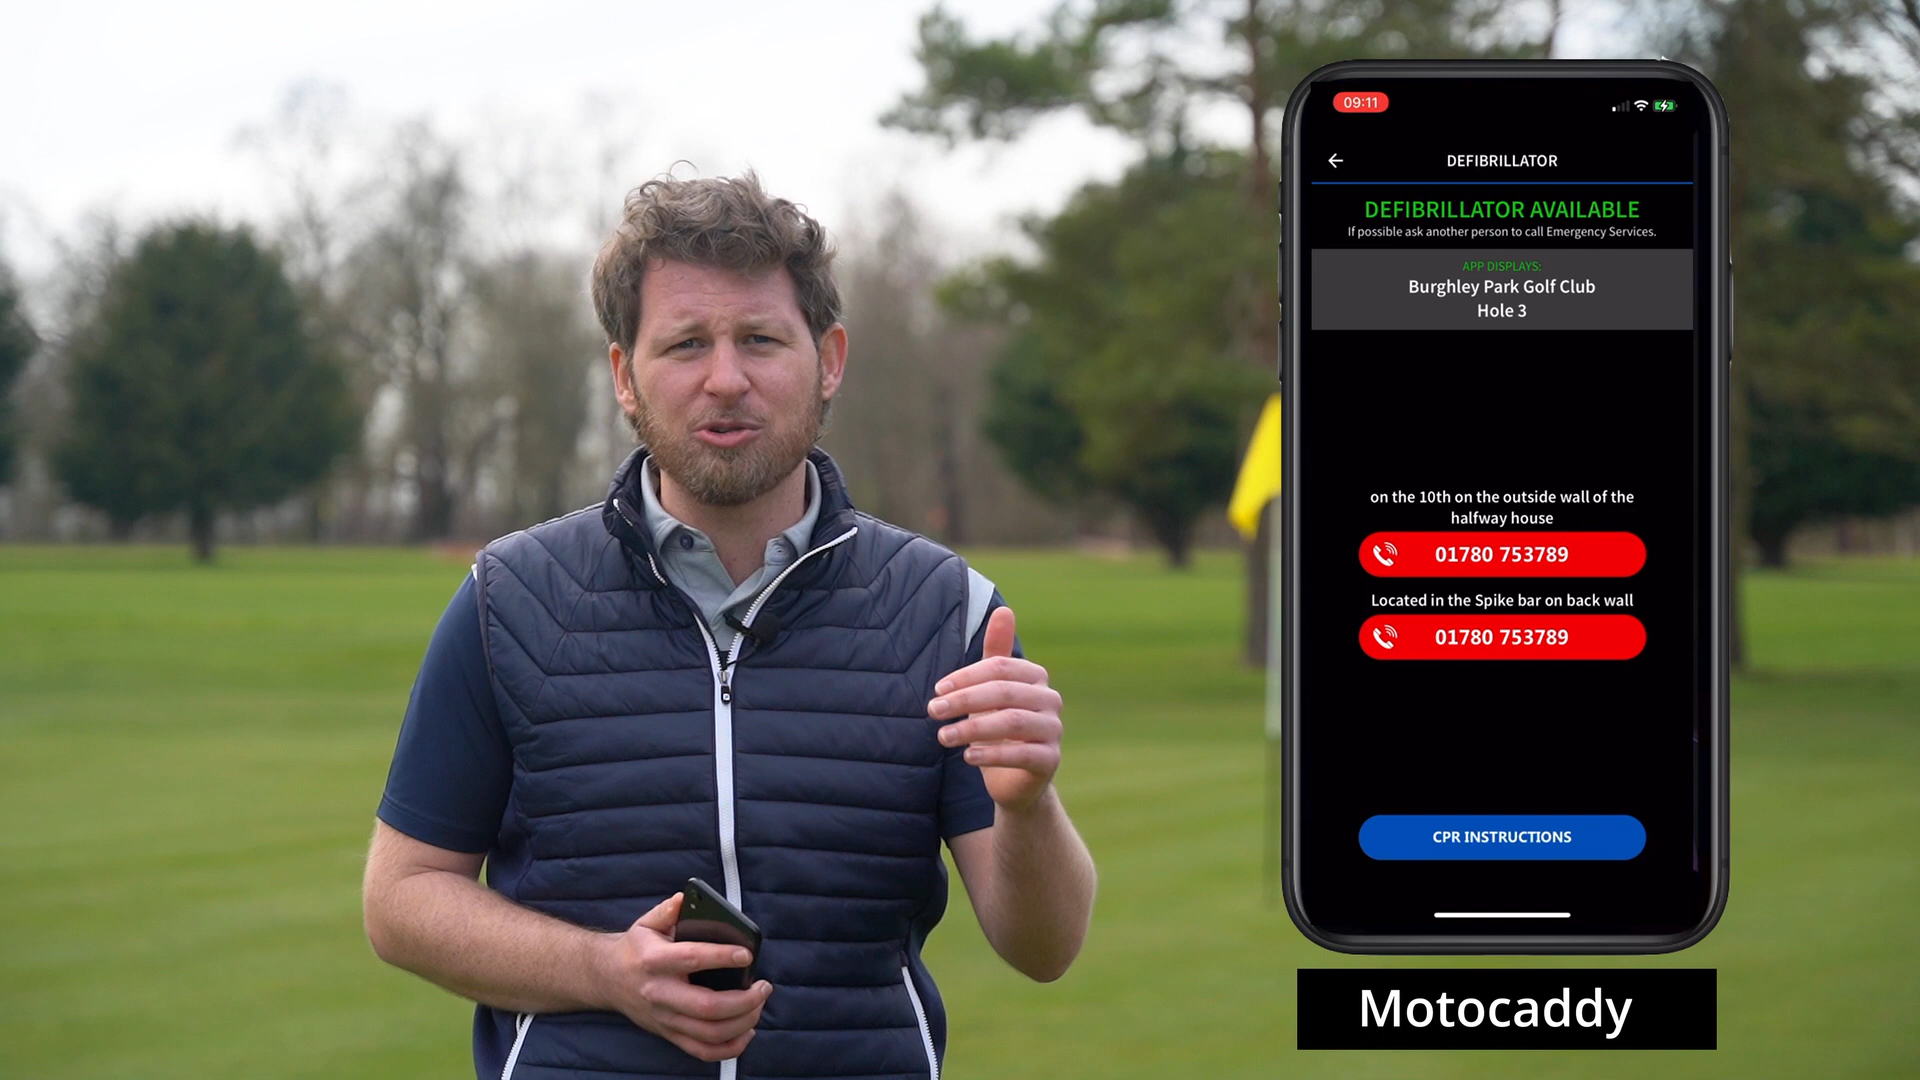 09:11
DEFIBRILLATOR
DEFIBRILLATOR AVAILABLE
If possible ask another person to call Emergency Services.
APP DISPLAYS:
Burghley Park Golf Club
Hole 3
on the 10th on the outside wall of the
halfway house
01780 753789
Located in the Spike bar on back wall
01780 753789
CPR INSTRUCTIONS
Motocaddy